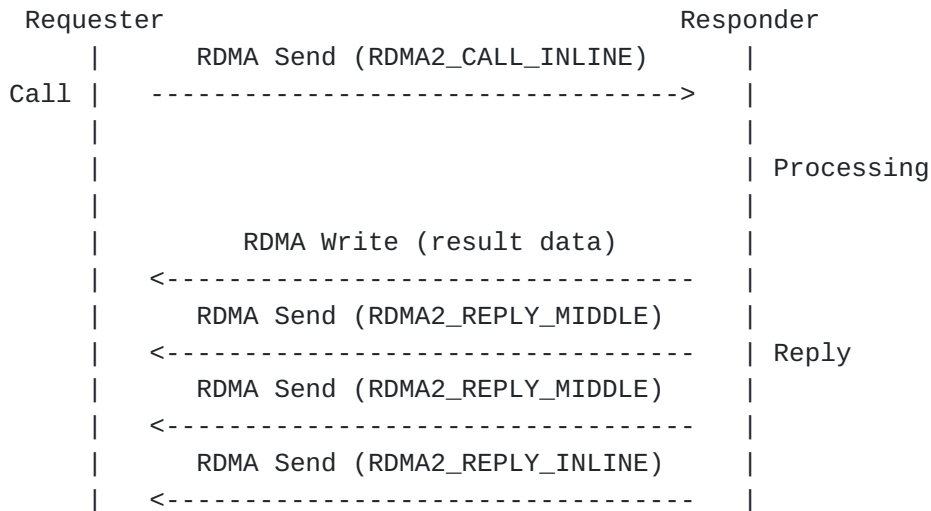 Requester                                 Responder
     |      RDMA Send (RDMA2_CALL_INLINE)      |
Call |   ---------------------------------->   |
     |                                         |
     |                                         | Processing
     |                                         |
     |         RDMA Write (result data)        |
     |   <----------------------------------   |
     |      RDMA Send (RDMA2_REPLY_MIDDLE)     |
     |   <----------------------------------   | Reply
     |      RDMA Send (RDMA2_REPLY_MIDDLE)     |
     |   <----------------------------------   |
     |      RDMA Send (RDMA2_REPLY_INLINE)     |
     |   <----------------------------------   |